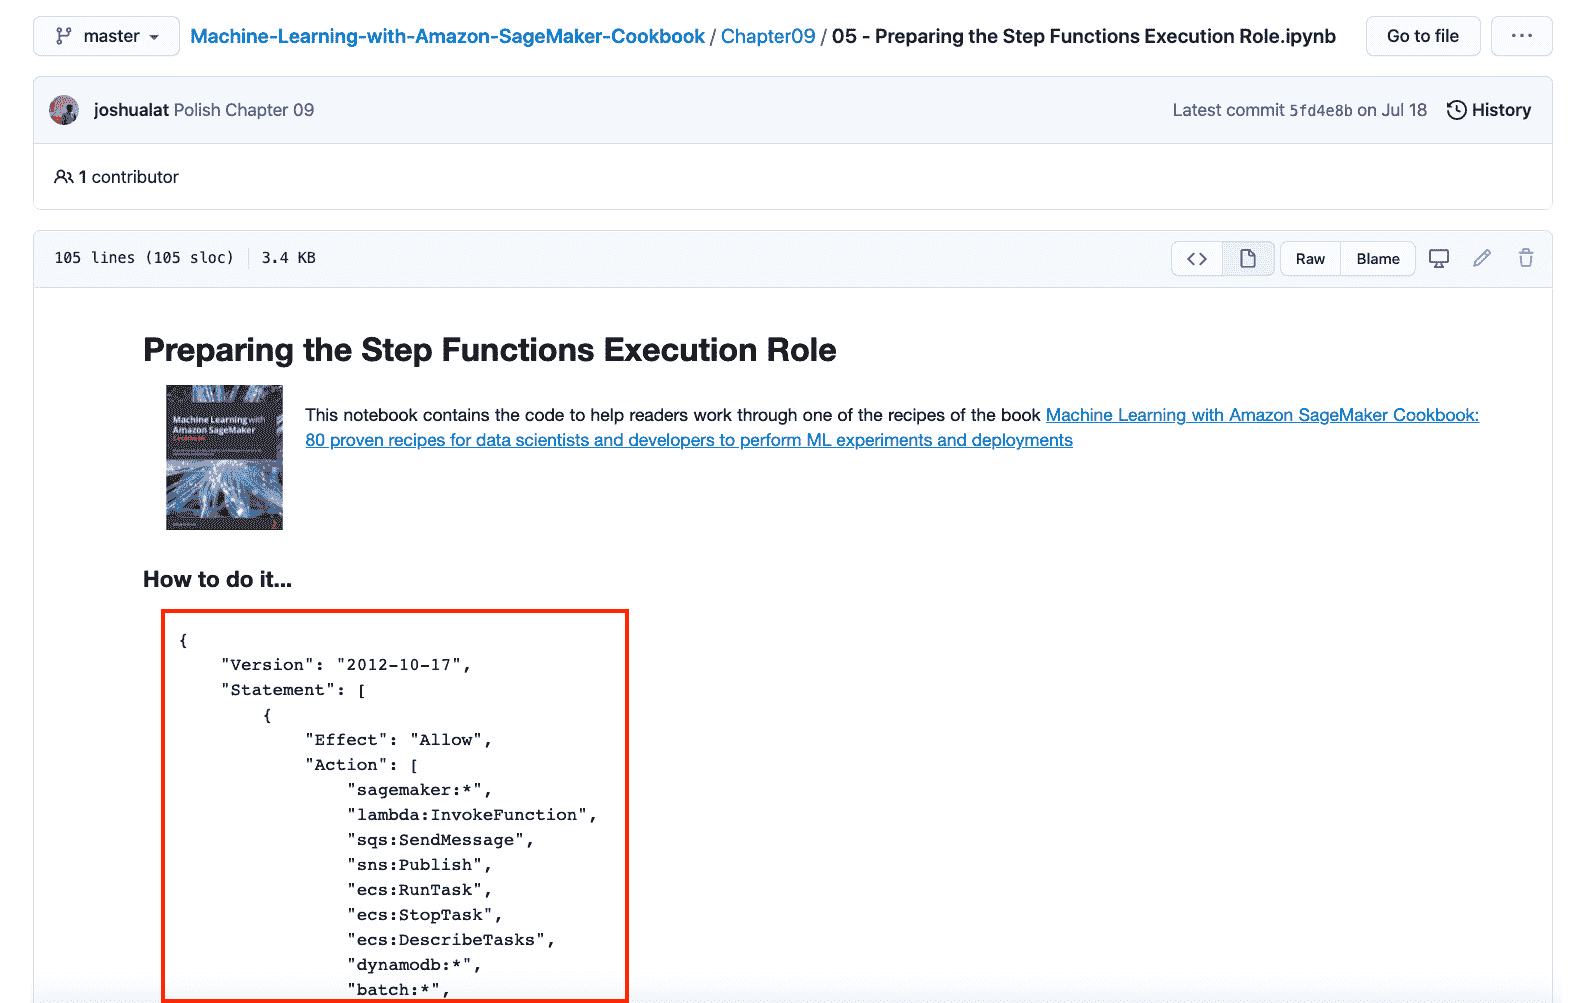 master Machine-Learning-with-Amazon-SageMaker-Cookbook / Chapter09 / 05 - Preparing the Step Functions Execution Role.ipynb Go to file ...
joshualat Polish Chapter 09 Latest commit 5fd4e8b on Jul 18 History
1 contributor
105 lines (105 sloc) 3.4 KB <> Raw Blame
Preparing the Step Functions Execution Role
Machine Learning with
Amazon SageMaker
Cookbook
This notebook contains the code to help readers work through one of the recipes of the book Machine Learning with Amazon SageMaker Cookbook:
80 proven recipes for data scientists and developers to perform ML experiments and deployments
How to do it...
{
"Version": "2012-10-17",
"Statement": [
{
"Effect": "Allow",
"Action": [
"sagemaker:*",
"lambda:InvokeFunction",
"sqs:SendMessage",
"sns:Publish",
"ecs:RunTask",
"ecs:StopTask",
"ecs:DescribeTasks",
"dynamodb:*",
"batch:*",